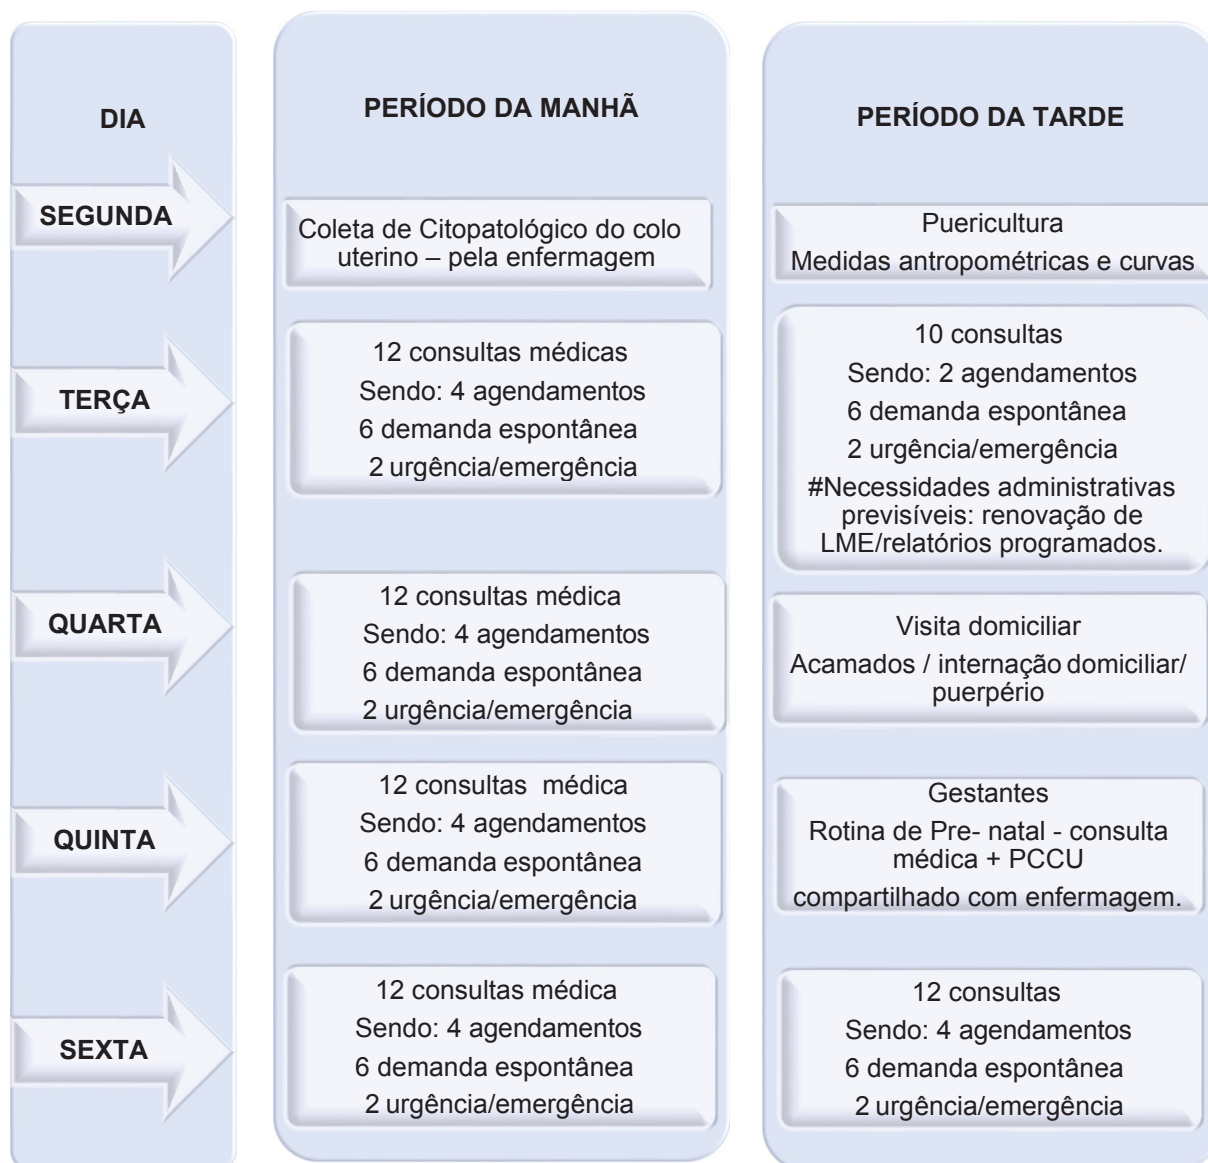 DIA
PERÍODO DA MANHÃ
PERÍODO DA TARDE
SEGUNDA
Coleta de Citopatológico do colo
uterino – pela enfermagem
Puericultura
Medidas antropométricas e curvas
TERÇA
12 consultas médicas
Sendo: 4 agendamentos
6 demanda espontânea
2 urgência/emergência
10 consultas
Sendo: 2 agendamentos
6 demanda espontânea
2 urgência/emergência
#Necessidades administrativas
previsíveis: renovação de
LME/relatórios programados.
QUARTA
12 consultas médica
Sendo: 4 agendamentos
6 demanda espontânea
2 urgência/emergência
Visita domiciliar
Acamados / internação domiciliar/
puerpério
QUINTA
12 consultas médica
Sendo: 4 agendamentos
6 demanda espontânea
2 urgência/emergência
Gestantes
Rotina de Pre- natal - consulta
médica + PCCU
compartilhado com enfermagem.
SEXTA
12 consultas médica
Sendo: 4 agendamentos
6 demanda espontânea
2 urgência/emergência
12 consultas
Sendo: 4 agendamentos
6 demanda espontânea
2 urgência/emergência